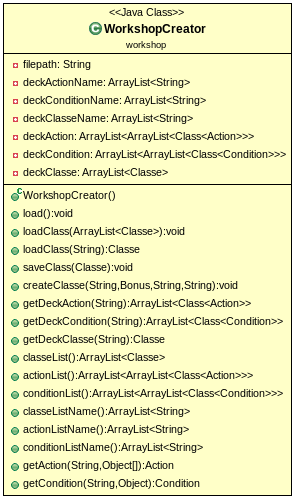 <<Java Class>>
WorkshopCreator
workshop
filepath: String
deckActionName: ArrayList<String>
deckConditionName: ArrayList<String>
deckClasseName: ArrayList<String>
deckAction: ArrayList<ArrayList<Class<Action>>>
deckCondition: ArrayList<ArrayList<Class<Condition>>>
deckClasse: ArrayList<Classe>
WorkshopCreator()
load():void
loadClass(ArrayList<Classe>):void
loadClass(String):Classe
saveClass(Classe):void
createClasse(String,Bonus,String,String):void
getDeckAction(String):ArrayList<Class<Action>>
getDeckCondition(String):ArrayList<Class<Condition>>
getDeckClasse(String):Classe
classeList():ArrayList<Classe>
actionList():ArrayList<ArrayList<Class<Action>>>
conditionList():ArrayList<ArrayList<Class<Condition>>>
classeListName():ArrayList<String>
actionListName():ArrayList<String>
conditionListName():ArrayList<String>
getAction(String,Object[]):Action
getCondition(String,Object):Condition